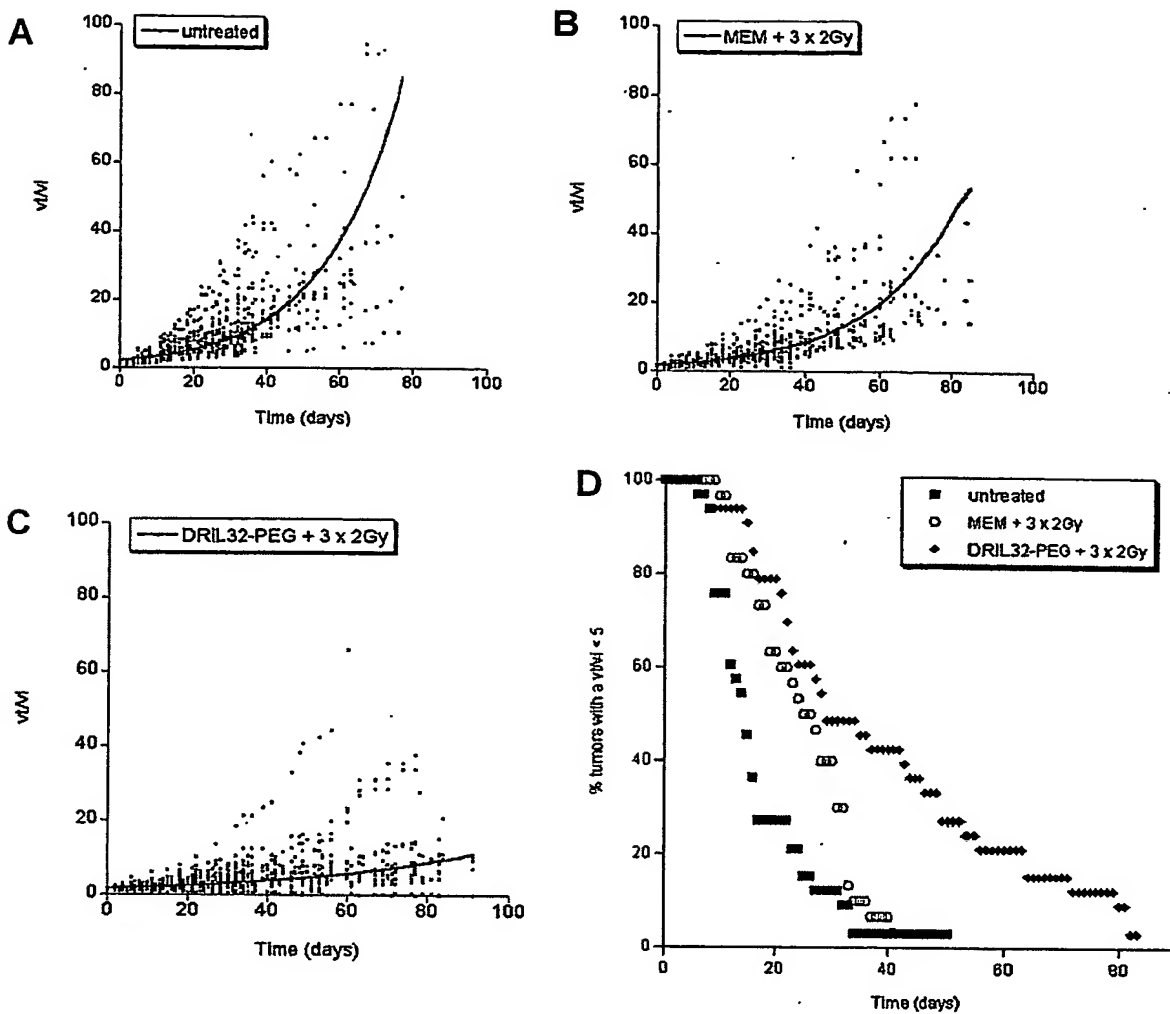 A
untreated
100
80
60
40
20
0
vt/vi
0 20 40 60 80 100
Time (days)
B
MEM + 3 x 2Gy
100
80
60
40
20
0
vt/vi
0 20 40 60 80 100
Time (days)
C
DRIL32-PEG + 3 x 2Gy
100
80
60
40
20
0
vt/vi
0 20 40 60 80 100
Time (days)
D
untreated
MEM + 3 x 2Gy
DRIL32-PEG + 3 x 2Gy
100
80
60
40
20
0
% tumors with a vt/vi < 5
0 20 40 60 80
Time (days)